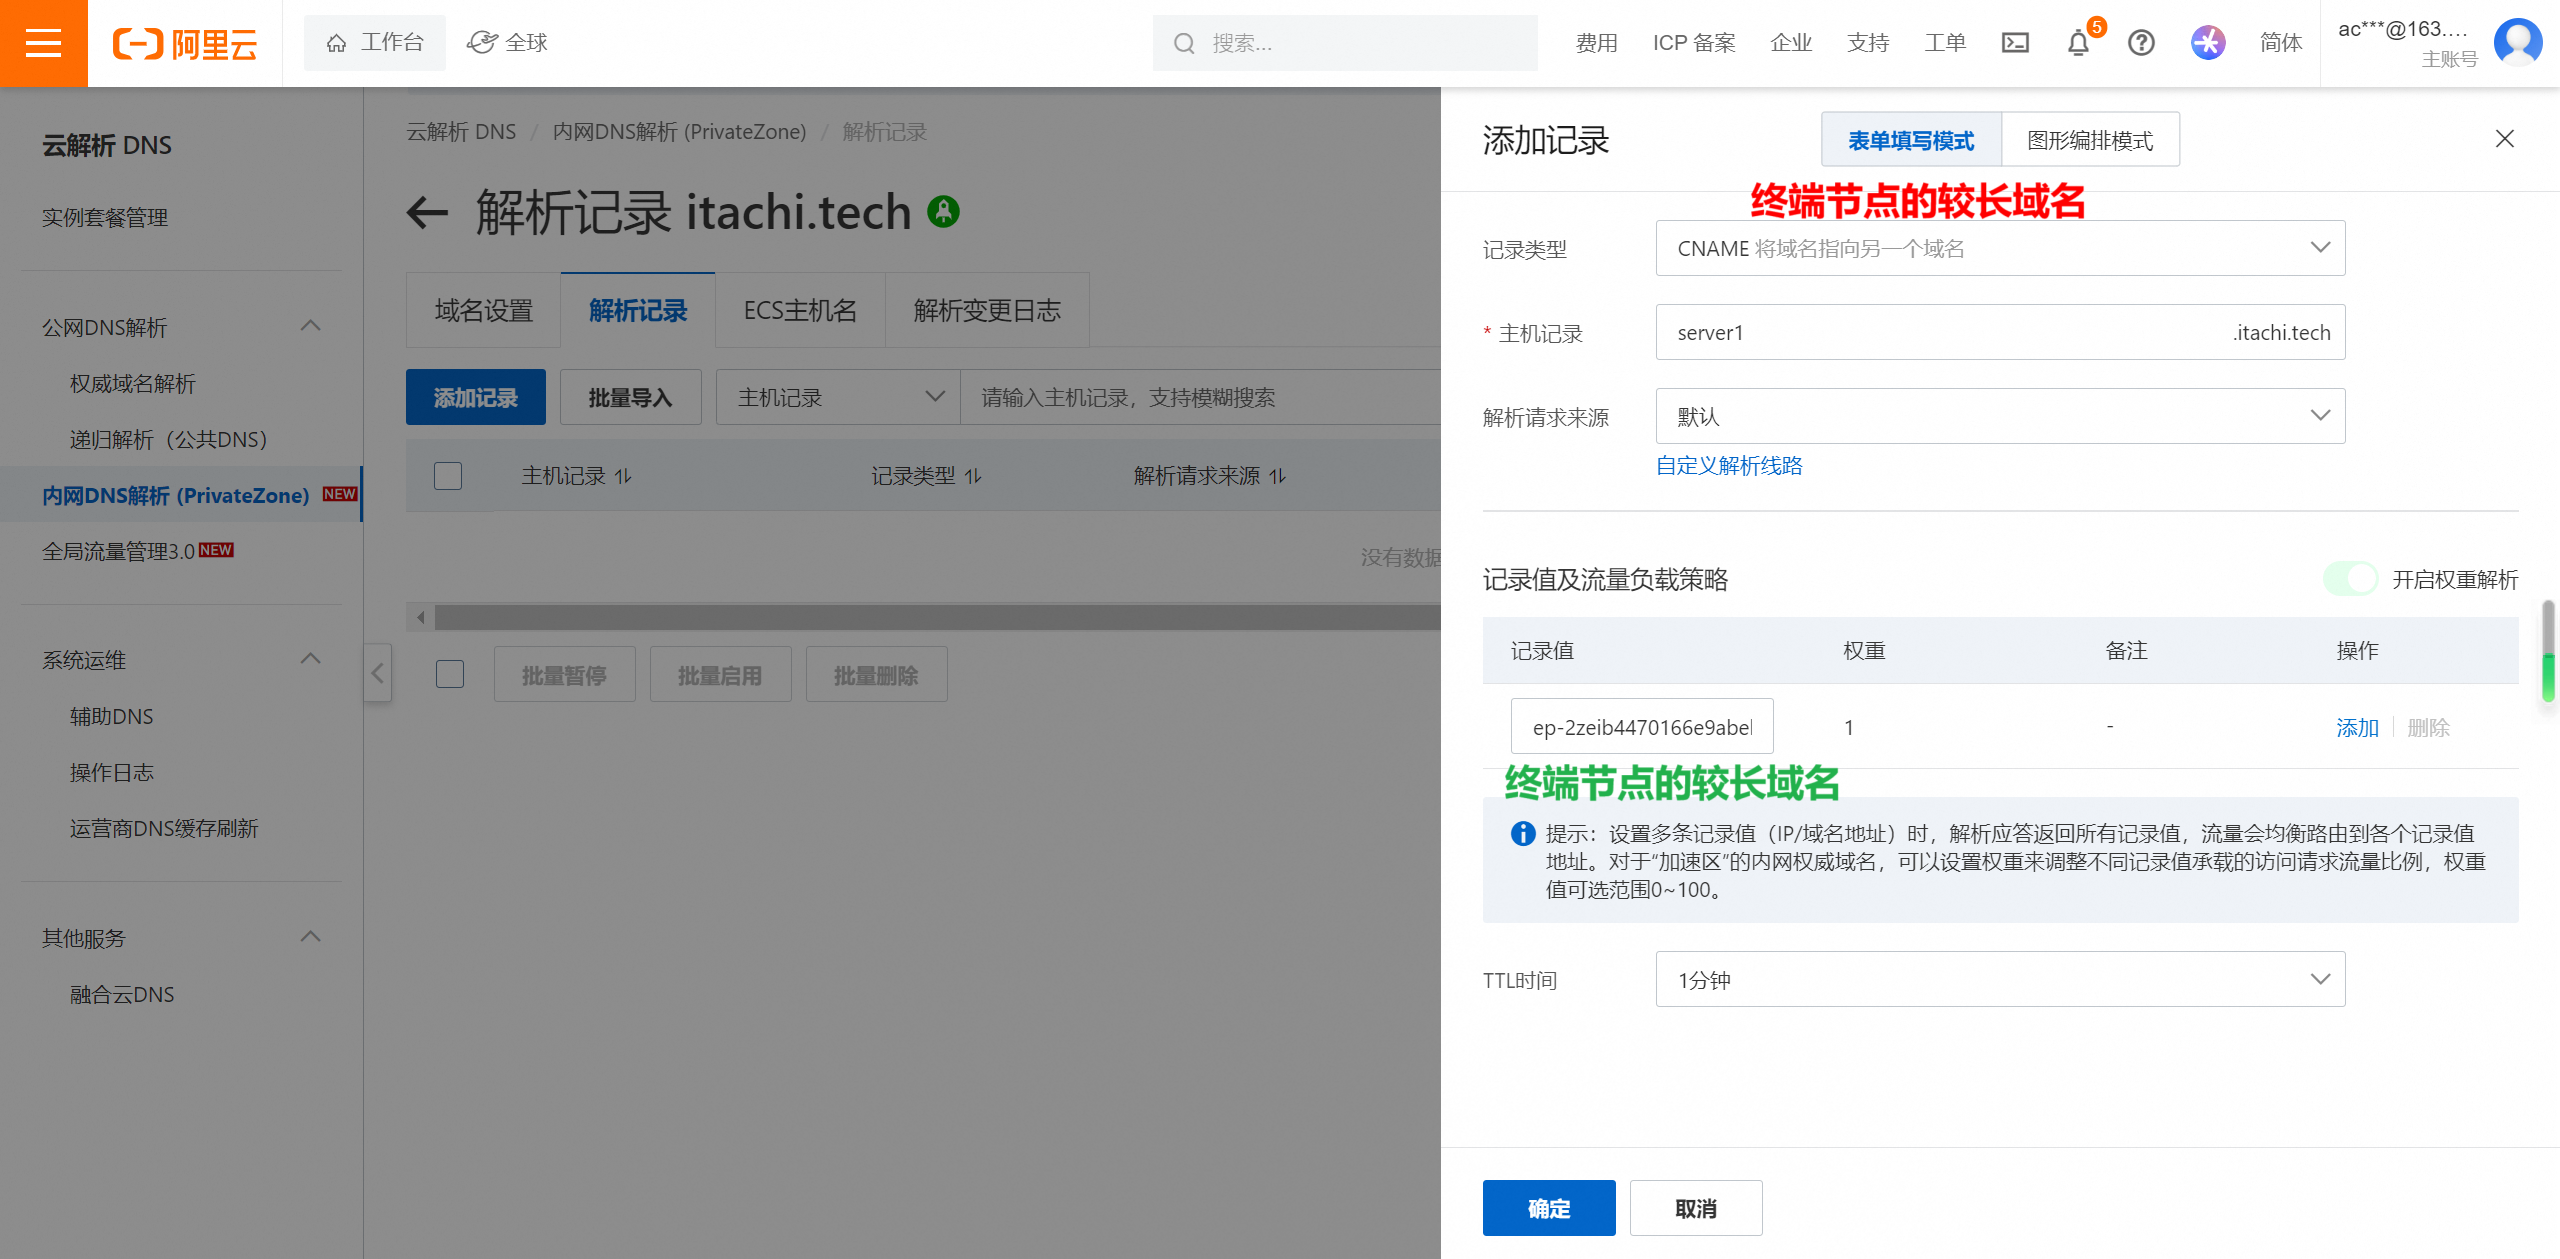 阿里云
工作台
全球
搜索...
费用
ICP 备案
企业
支持
工单
5
简体
ac***@163....
主账号
云解析 DNS
实例套餐管理
公网DNS解析
权威域名解析
递归解析（公共DNS）
内网DNS解析 (PrivateZone) NEW
全局流量管理3.0 NEW
系统运维
辅助DNS
操作日志
运营商DNS缓存刷新
其他服务
融合云DNS
云解析 DNS / 内网DNS解析 (PrivateZone) / 解析记录
解析记录 itachi.tech
域名设置
解析记录
ECS主机名
解析变更日志
添加记录
批量导入
主机记录
请输入主机记录，支持模糊搜索
主机记录
记录类型
解析请求来源
没有数据
批量暂停
批量启用
批量删除
添加记录
表单填写模式
图形编排模式
终端节点的较长域名
记录类型
CNAME 将域名指向另一个域名
* 主机记录
server1
.itachi.tech
解析请求来源
默认
自定义解析线路
记录值及流量负载策略
开启权重解析
记录值
权重
备注
操作
ep-2zeib4470166e9abe
1
-
添加
删除
终端节点的较长域名
提示：设置多条记录值（IP/域名地址）时，解析应答返回所有记录值，流量会均衡路由到各个记录值
地址。对于“加速区”的内网权威域名，可以设置权重来调整不同记录值承载的访问请求流量比例，权重
值可选范围0~100。
TTL时间
1分钟
确定
取消